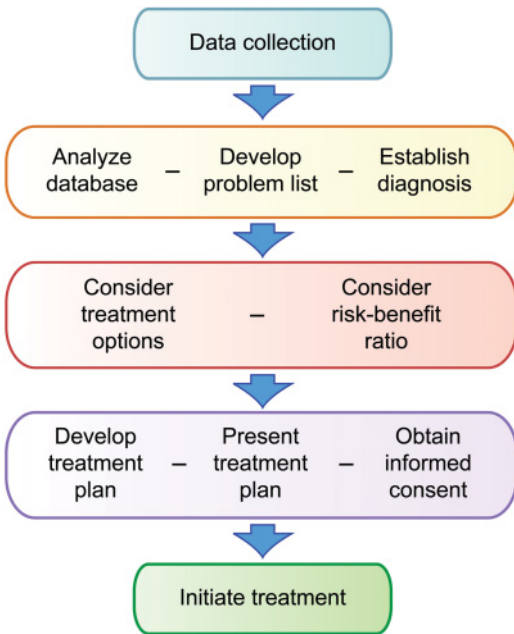 Data collection
Analyze database – Develop problem list – Establish diagnosis
Consider treatment options – Consider risk-benefit ratio
Develop treatment plan – Present treatment plan – Obtain informed consent
Initiate treatment